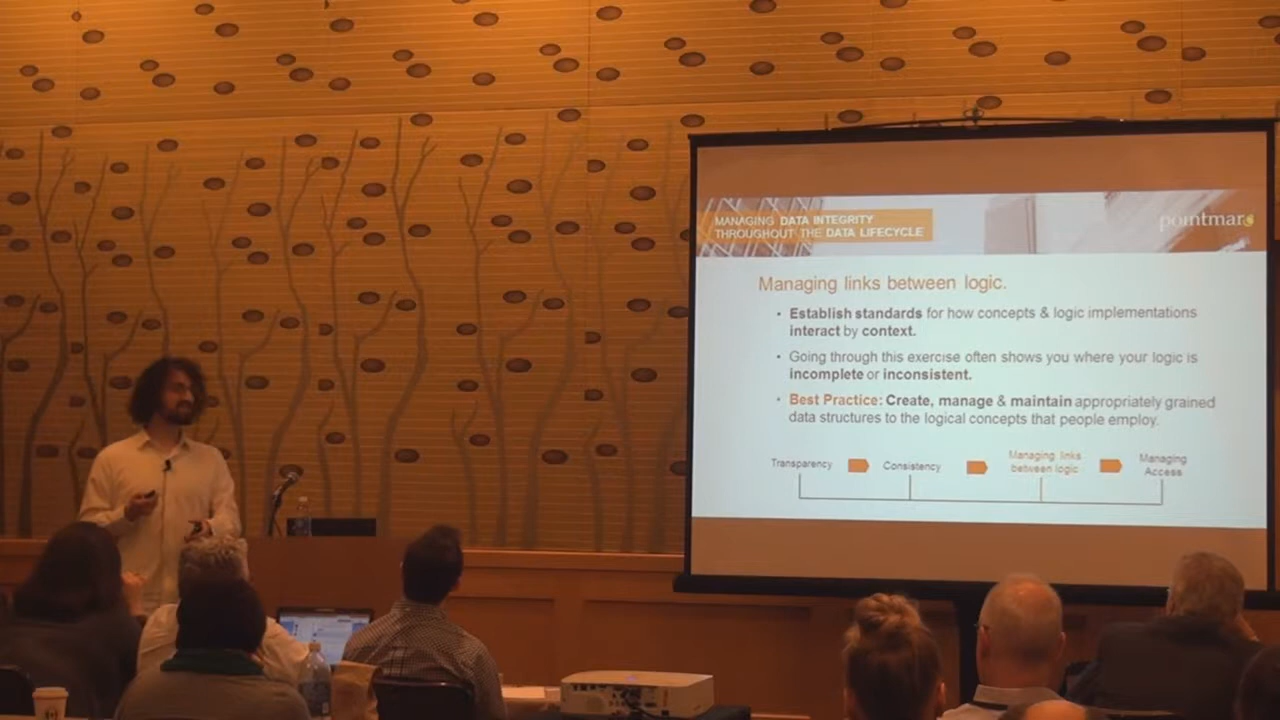 MANAGING DATA INTEGRITY
THROUGHOUT THE DATA LIFECYCLE
pointmarc
Managing links between logic.
• Establish standards for how concepts & logic implementations
interact by context.
• Going through this exercise often shows you where your logic is
incomplete or inconsistent.
• Best Practice: Create, manage & maintain appropriately grained
data structures to the logical concepts that people employ.
Transparency
Consistency
Managing links
between logic
Managing
Access